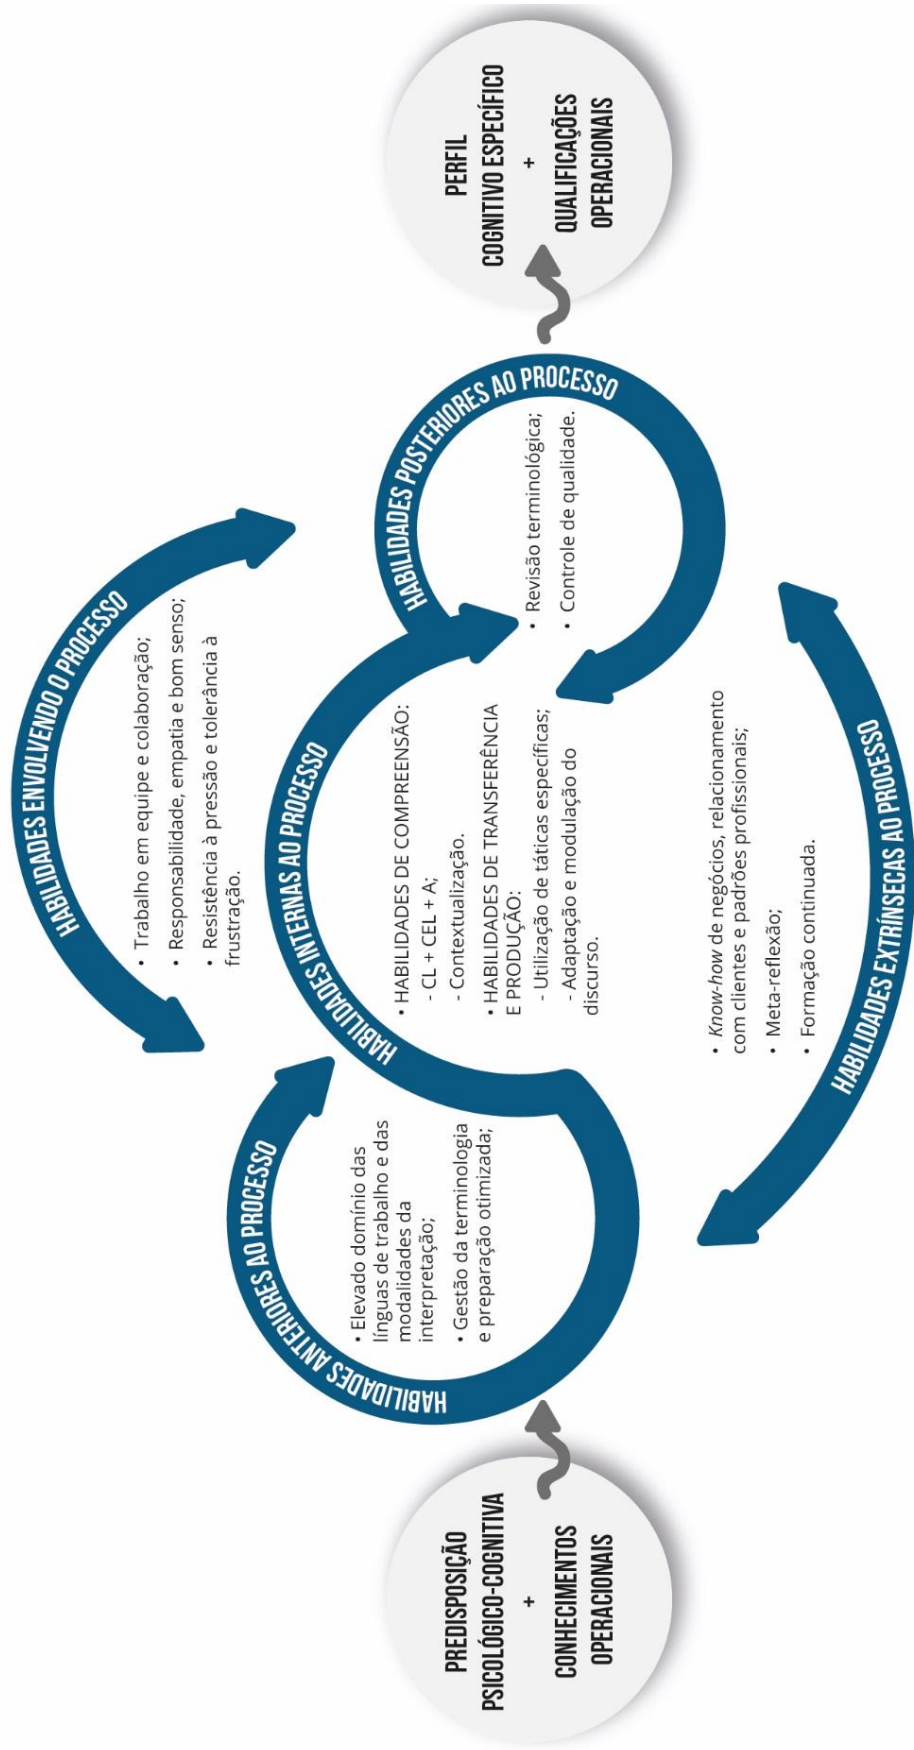 PREDISPOSIÇÃO
PSICOLÓGICO-COGNITIVA
+
CONHECIMENTOS
OPERACIONAIS
HABILIDADES ANTERIORES AO PROCESSO
• Elevado domínio das
línguas de trabalho e das
modalidades da
interpretação;
• Gestão da terminologia
e preparação otimizada;
HABILIDADES ENVOLVENDO O PROCESSO
• Trabalho em equipe e colaboração;
• Responsabilidade, empatia e bom senso;
• Resistência à pressão e tolerância à
frustração.
HABILIDADES INTERNAS AO PROCESSO
• HABILIDADES DE COMPREENSÃO:
- CL + CEL + A;
- Contextualização.
• HABILIDADES DE TRANSFERÊNCIA
E PRODUÇÃO:
- Utilização de táticas específicas;
- Adaptação e modulação do
discurso.
HABILIDADES POSTERIORES AO PROCESSO
• Revisão terminológica;
• Controle de qualidade.
• Know-how de negócios, relacionamento
com clientes e padrões profissionais;
• Meta-reflexão;
• Formação continuada.
HABILIDADES EXTRÍNSECAS AO PROCESSO
PERFIL
COGNITIVO ESPECÍFICO
+
QUALIFICAÇÕES
OPERACIONAIS